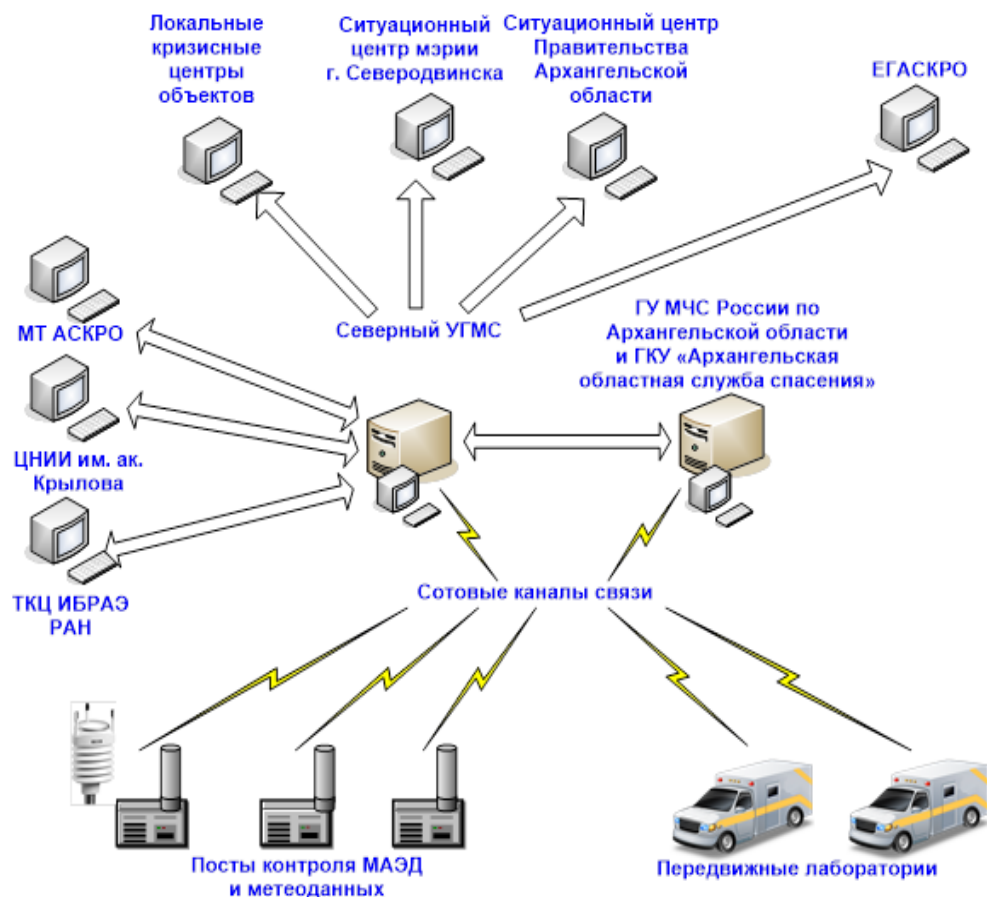 Локальные
кризисные
центры
объектов
Ситуационный
центр мэрии
г. Северодвинска
Ситуационный центр
Правительства
Архангельской
области
ЕГАСКРО
МТ АСКРО
Северный УГМС
ГУ МЧС России по
Архангельской области
и ГКУ «Архангельская
областная служба спасения»
ЦНИИ им. ак.
Крылова
ТКЦ ИБРАЭ
РАН
Сотовые каналы связи
Посты контроля МАЭД
и метеоданных
Передвижные лаборатории